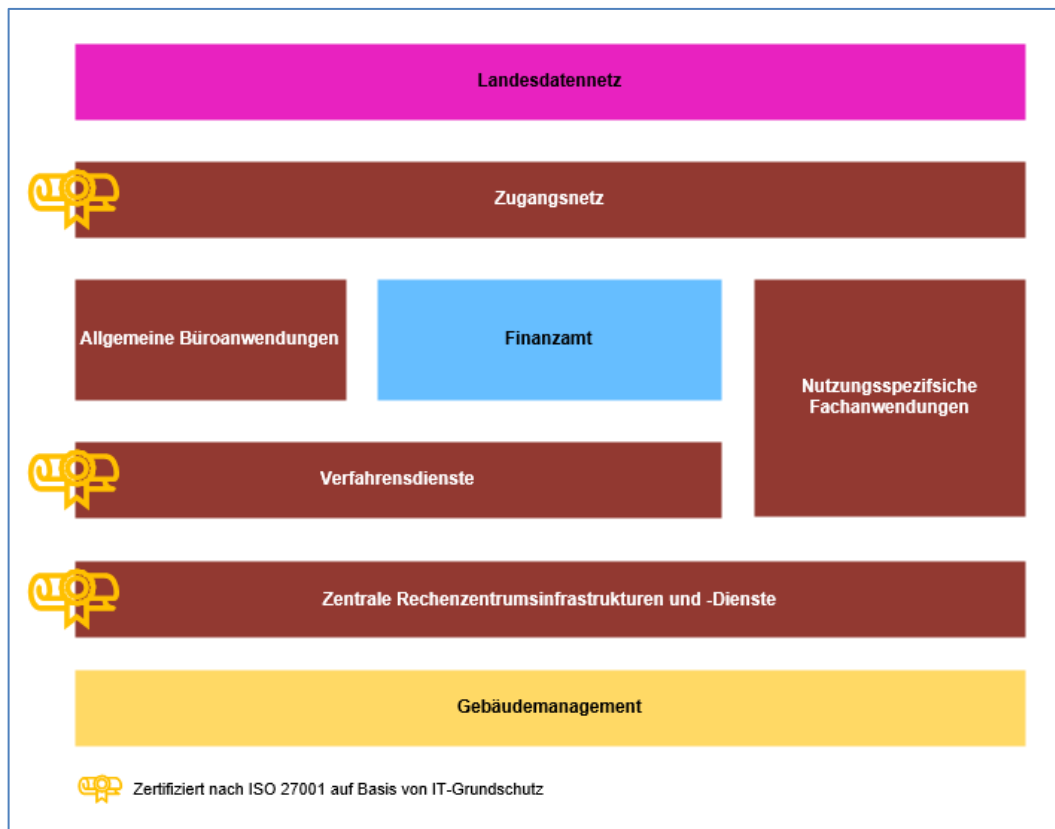 Landesdatennetz
Zugangsnetz
Allgemeine Büroanwendungen
Finanzamt
Nutzungsspezifsiche
Fachanwendungen
Verfahrensdienste
Zentrale Rechenzentrumsinfrastrukturen und -Dienste
Gebäudemanagement
Zertifiziert nach ISO 27001 auf Basis von IT-Grundschutz